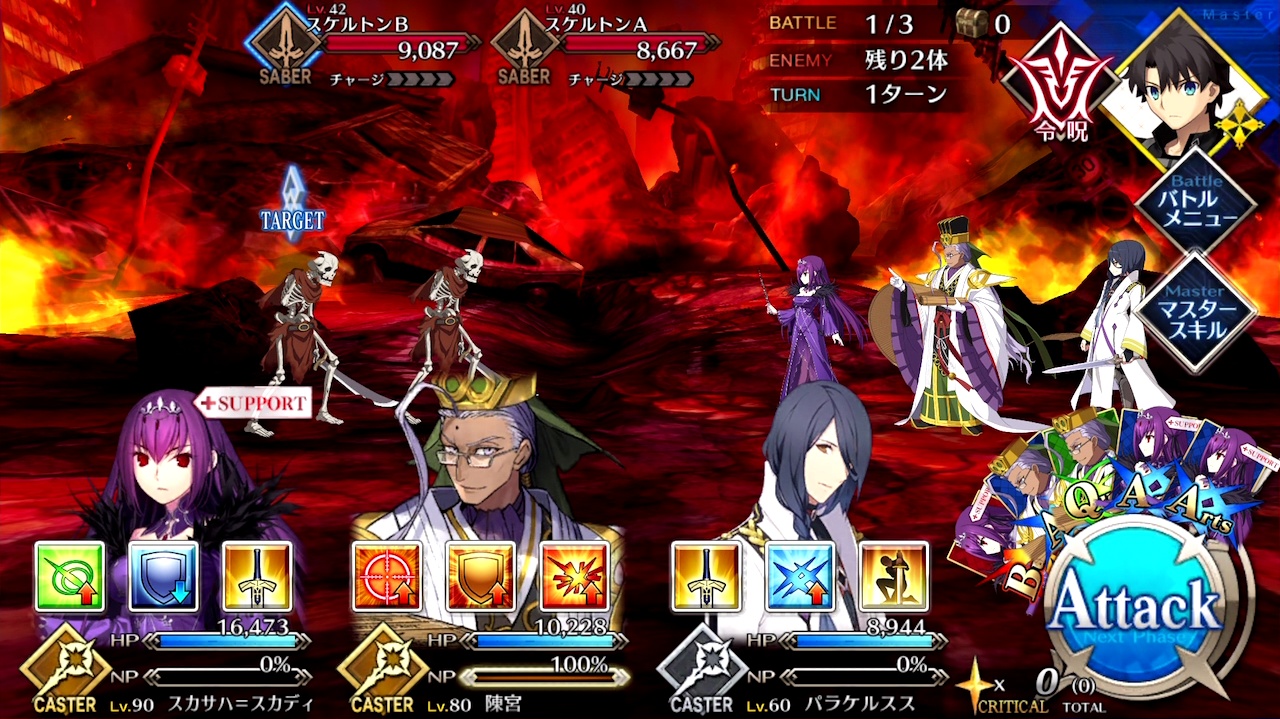 Lv. 42
スケルトンB
9,087
SABER
チャージ
Lv. 40
スケルトンA
8,667
SABER
チャージ
BATTLE 1/3
0
ENEMY 残り2体
TURN 1ターン
Master
令呪
Battle
バトル
メニュー
Master
マスター
スキル
TARGET
+SUPPORT
+SUPPORT
+SUPPORT
Q
A
Arts
Attack
Next Phase
HP 16,473
NP 0%
CASTER Lv.90 スカサハ=スカディ
HP 10,228
NP 100%
CASTER Lv.80 陳宮
HP 8,944
NP 0%
CASTER Lv.60 パラケルスス
x 0 (0)
CRITICAL TOTAL